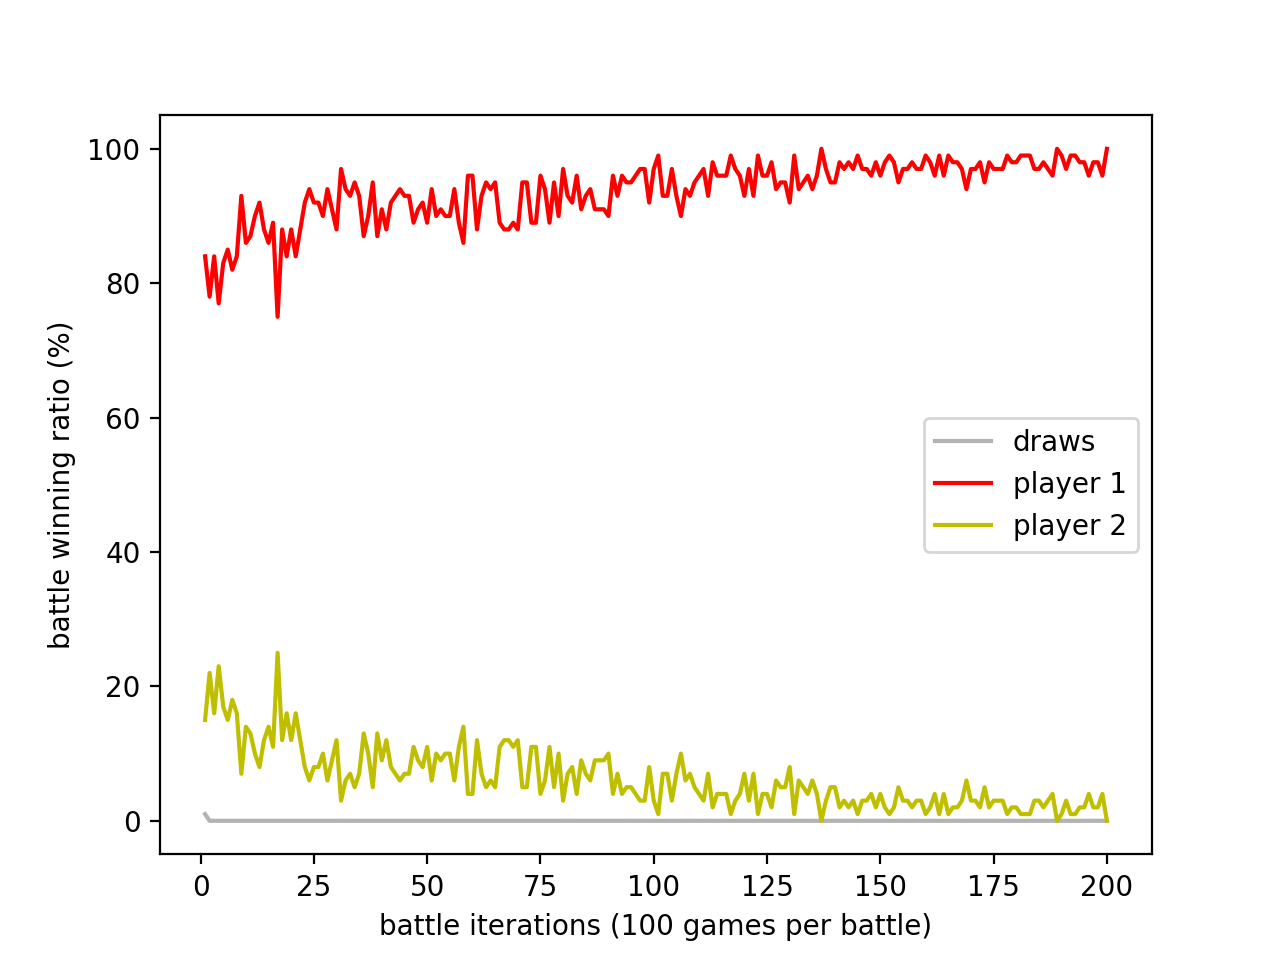 100
80
60
40
20
0
battle winning ratio (%)
draws
player 1
player 2
0 25 50 75 100 125 150 175 200
battle iterations (100 games per battle)